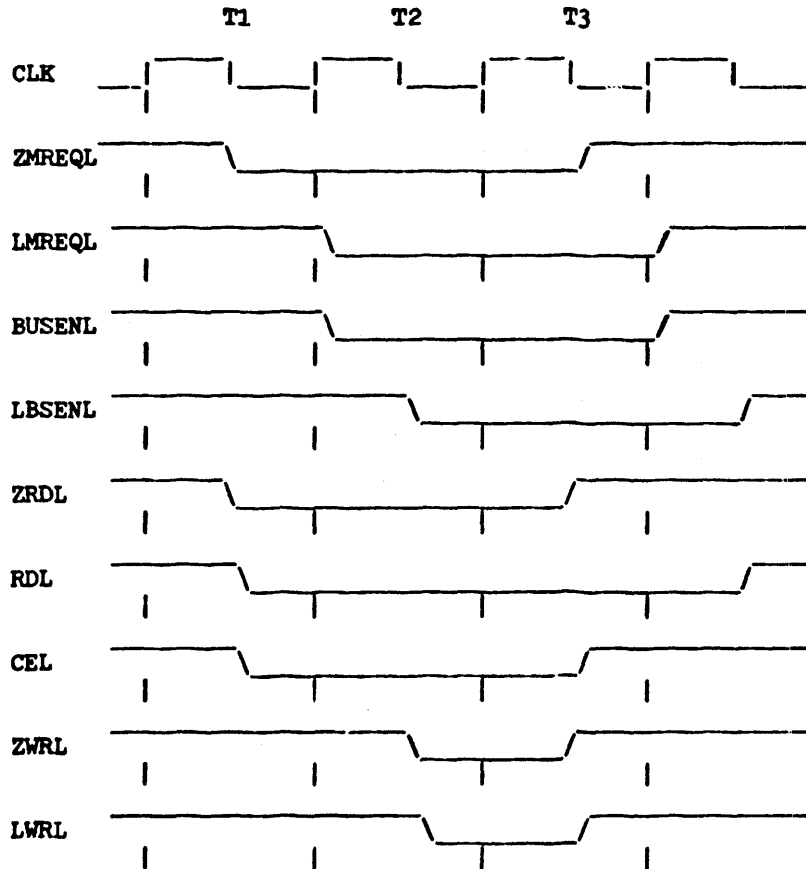 T1 T2 T3
CLK
ZMREQL
LMREQL
BUSENL
LBSENL
ZRDL
RDL
CEL
ZWRL
LWRL